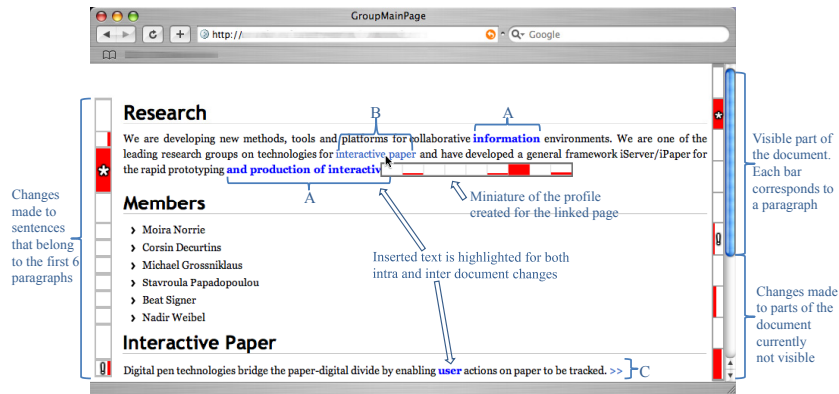 GroupMainPage
http://
Google
B
A
Research
We are developing new methods, tools and platforms for collaborative information environments. We are one of the
leading research groups on technologies for interactive paper and have developed a general framework iServer/iPaper for
the rapid prototyping and production of interactiv
A
Miniature of the profile
created for the linked page
Members
Moira Norrie
Corsin Decurtins
Michael Grossniklaus
Stavroula Papadopoulou
Beat Signer
Nadir Weibel
Inserted text is highlighted for both
intra and inter document changes
Interactive Paper
Digital pen technologies bridge the paper-digital divide by enabling user actions on paper to be tracked. >>
C
Changes
made to
sentences
that belong
to the first 6
paragraphs
Visible part
of the document.
Each bar
corresponds to
a paragraph
Changes made
to parts of the
document
currently
not visible